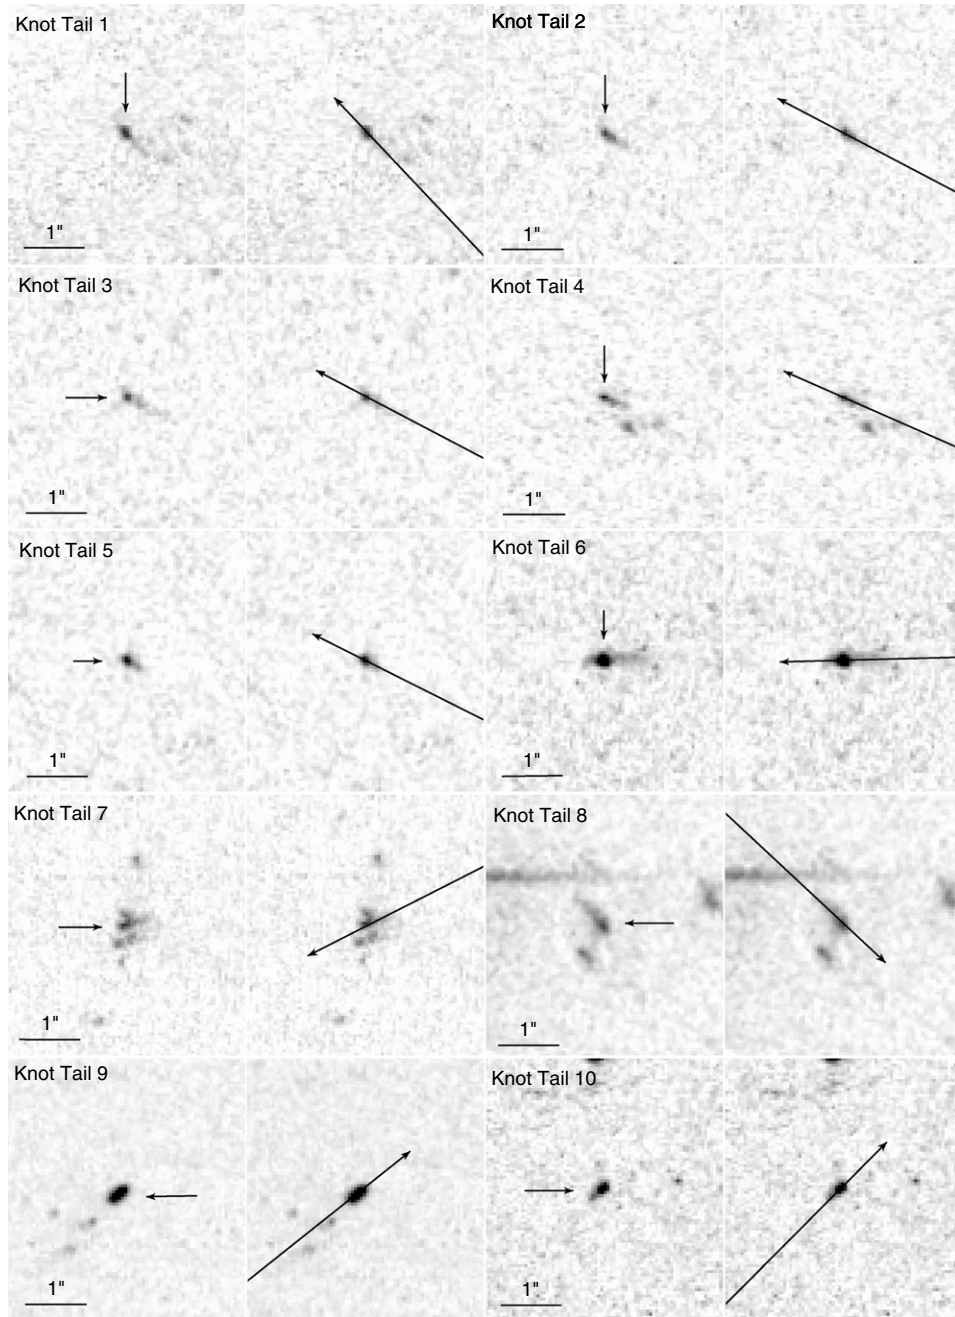 Knot Tail 1
1"
Knot Tail 2
1"
Knot Tail 3
1"
Knot Tail 4
1"
Knot Tail 5
1"
Knot Tail 6
1"
Knot Tail 7
1"
Knot Tail 8
1"
Knot Tail 9
1"
Knot Tail 10
1"